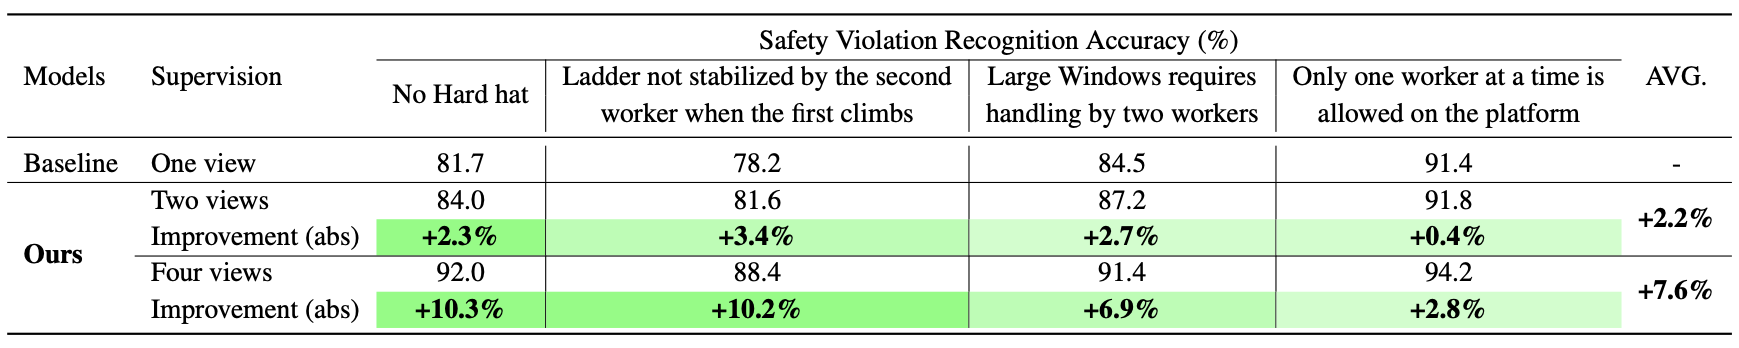 Safety Violation Recognition Accuracy (%)
Models Supervision No Hard hat Ladder not stabilized by the second Large Windows requires Only one worker at a time is AVG.
worker when the first climbs handling by two workers allowed on the platform
Baseline One view 81.7 78.2 84.5 91.4 -
Ours Two views 84.0 81.6 87.2 91.8 +2.2%
Improvement (abs) +2.3% +3.4% +2.7% +0.4%
Four views 92.0 88.4 91.4 94.2 +7.6%
Improvement (abs) +10.3% +10.2% +6.9% +2.8%